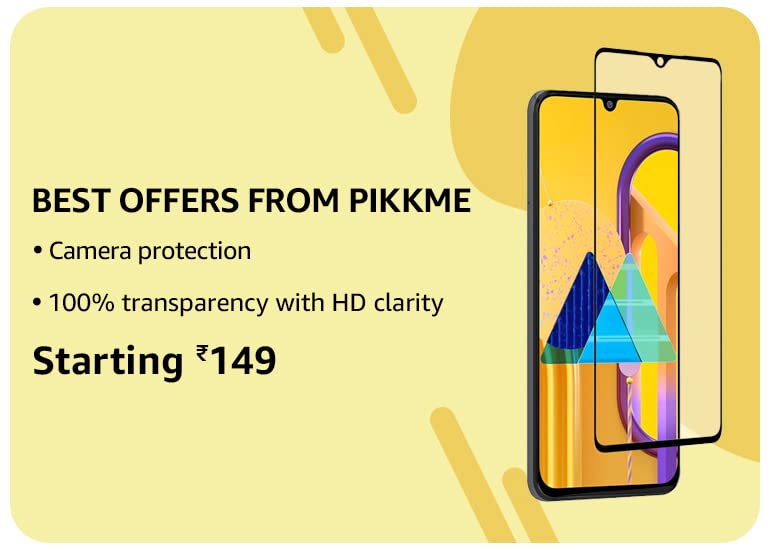 BEST OFFERS FROM PIKKME
• Camera protection
• 100% transparency with HD clarity
Starting ₹149